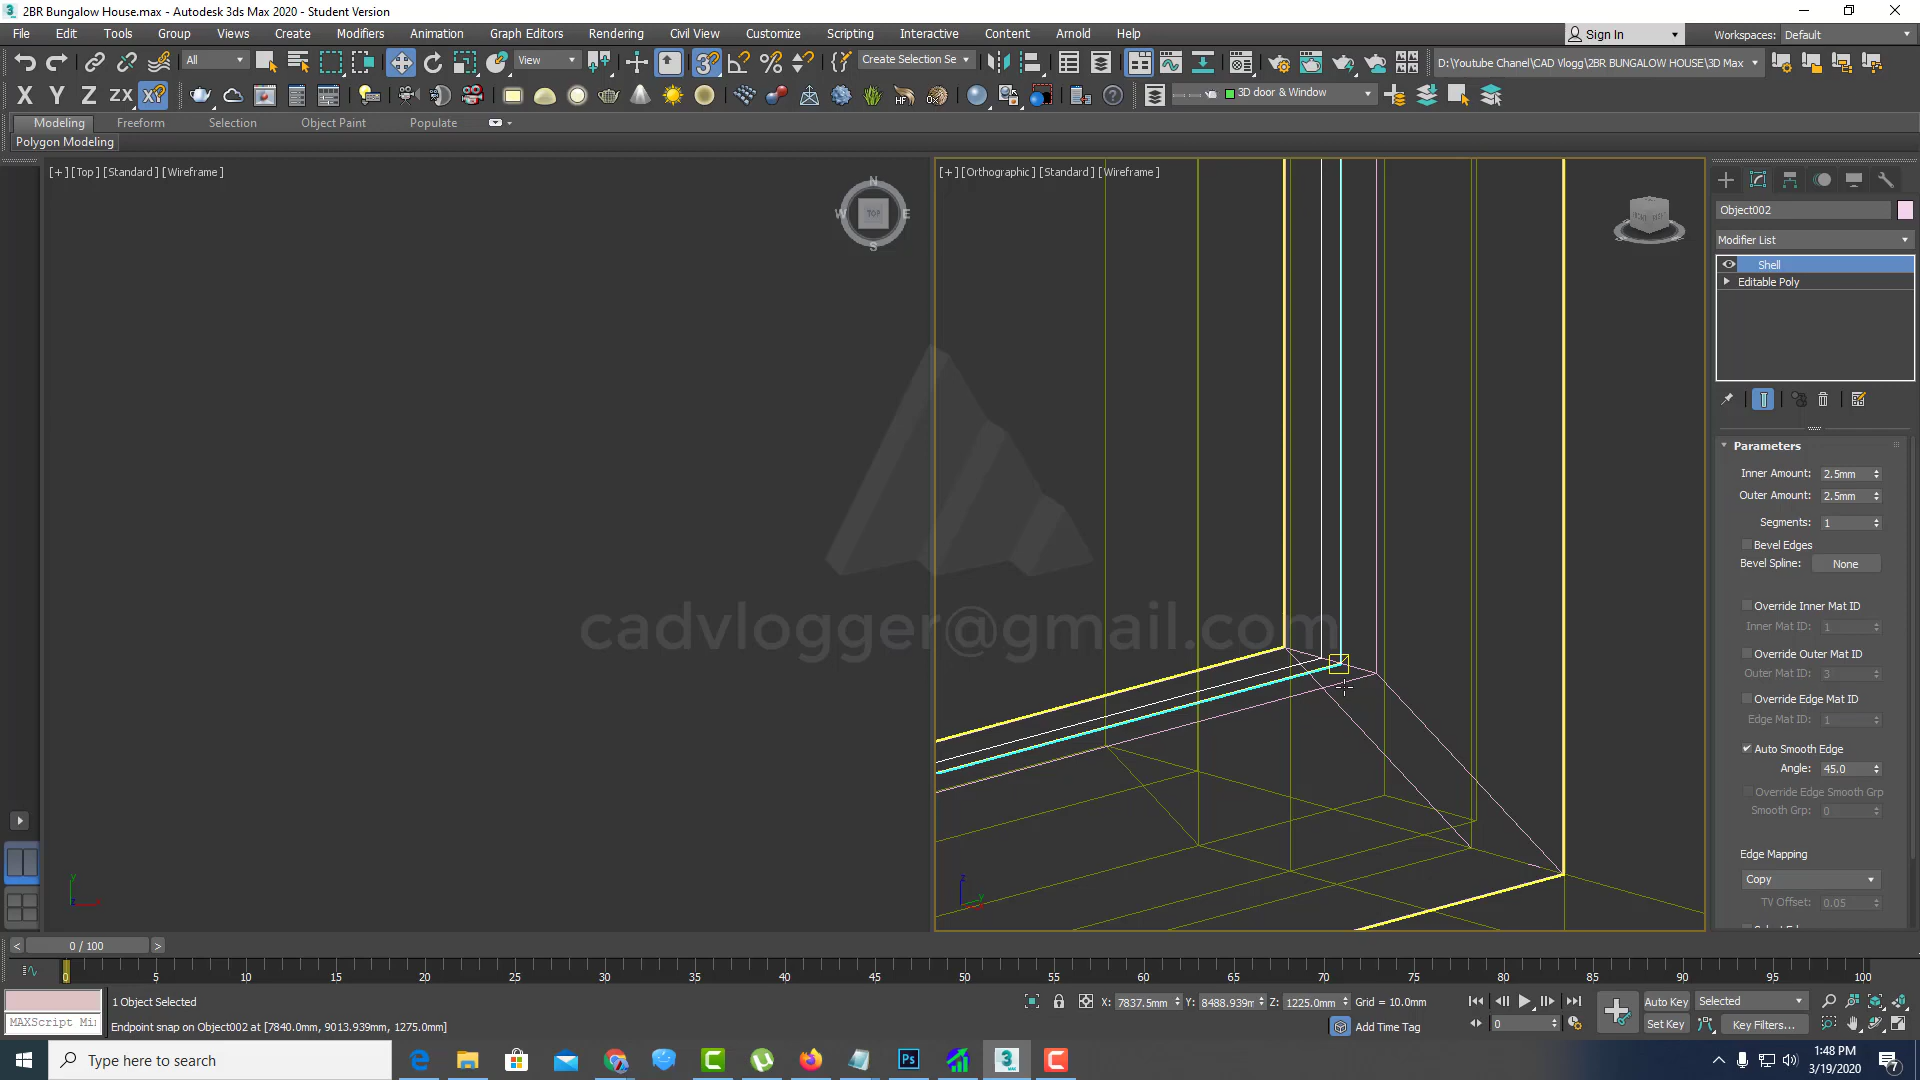 2BR Bungalow House.max - Autodesk 3ds Max 2020 - Student Version
File Edit Tools Group Views Create Modifiers Animation Graph Editors Rendering Civil View Customize Scripting Interactive Content Arnold Help Sign In Workspaces: Default
All View Create Selection Se D:\Youtube Chanel\CAD Vlogg\2BR BUNGALOW HOUSE\3D Max
X Y Z ZX XY HF 3D door & Window
Modeling Freeform Selection Object Paint Populate
Polygon Modeling
[+] [Top] [Standard] [Wireframe]
[+] [Orthographic] [Standard] [Wireframe]
N
W TOP E
S
Object002
Modifier List
Shell
Editable Poly
Parameters
Inner Amount: 2.5mm
Outer Amount: 2.5mm
Segments: 1
Bevel Edges
Bevel Spline: None
Override Inner Mat ID
Inner Mat ID: 1
Override Outer Mat ID
Outer Mat ID: 3
Override Edge Mat ID
Edge Mat ID: 1
Auto Smooth Edge
Angle: 45.0
Override Edge Smooth Grp
Smooth Grp: 0
Edge Mapping
Copy
TV Offset: 0.05
cadvlogger@gmail.com
0 / 100
0 5 10 15 20 25 30 35 40 45 50 55 60 65 70 75 80 85 90 95 100
1 Object Selected X: 7837.5mm Y: 8488.939m Z: 1225.0mm Grid = 10.0mm Auto Key Selected
MAXScript Mi Endpoint snap on Object002 at [7840.0mm, 9013.939mm, 1275.0mm] Add Time Tag 0 Set Key Key Filters...
Type here to search
1:48 PM
3/19/2020
7